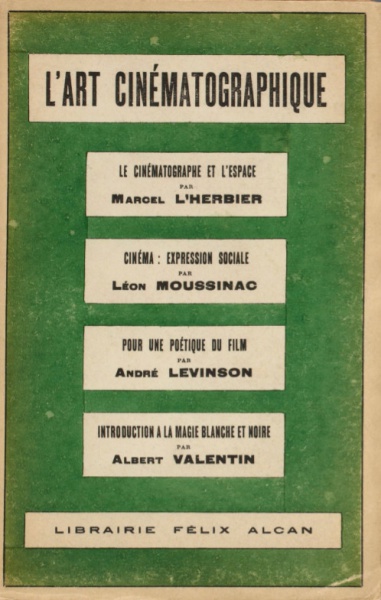 L'ART CINÉMATOGRAPHIQUE
LE CINÉMATOGRAPHE ET L'ESPACE
PAR
MARCEL L'HERBIER
CINÉMA : EXPRESSION SOCIALE
PAR
LÉON MOUSSINAC
POUR UNE POÉTIQUE DU FILM
PAR
ANDRÉ LEVINSON
INTRODUCTION A LA MAGIE BLANCHE ET NOIRE
PAR
ALBERT VALENTIN
LIBRAIRIE FÉLIX ALCAN